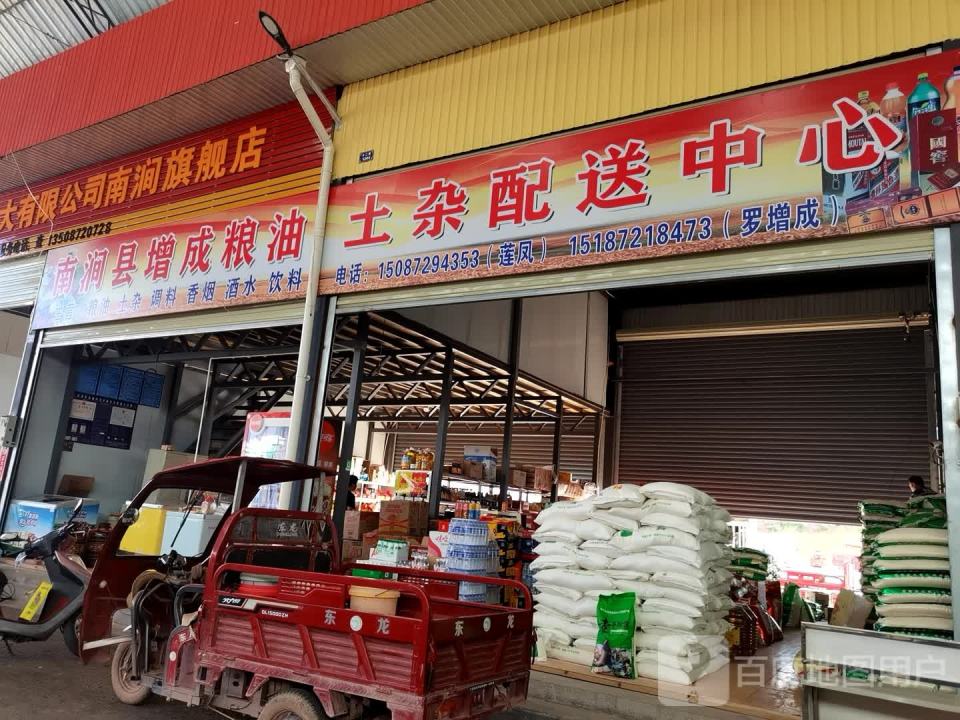 大有限公司南涧旗舰店
13508720728
南涧县增成粮油 土杂配送中心
粮油 土杂 调料 香烟 酒水 饮料
电话：15087294353（莲凤） 15187218473（罗增成）
國窖
东龙
东 龙
百度地图用户